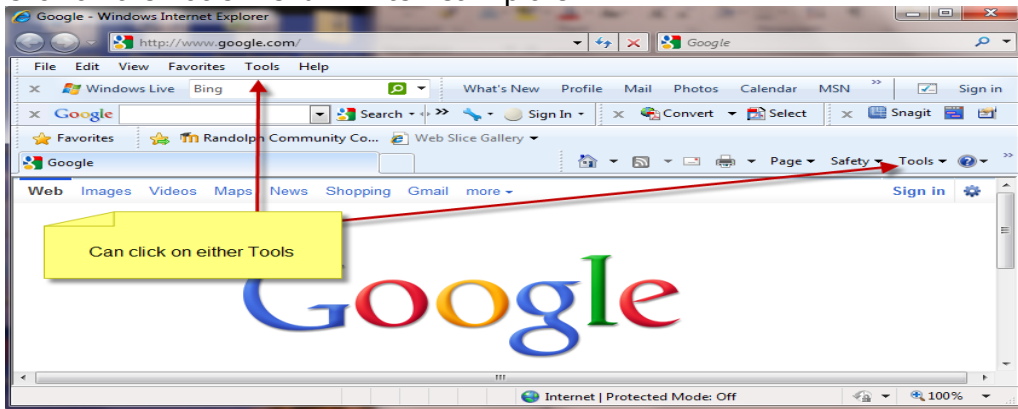 Google - Windows Internet Explorer
http://www.google.com/ Google
File Edit View Favorites Tools Help
x Windows Live Bing What's New Profile Mail Photos Calendar MSN >> Sign in
x Google Search >> Sign In x Convert Select x Snagit
Favorites Randolph Community Co... Web Slice Gallery
Google Page Safety Tools >>
Web Images Videos Maps News Shopping Gmail more Sign in
Can click on either Tools
Google
Internet | Protected Mode: Off 100%